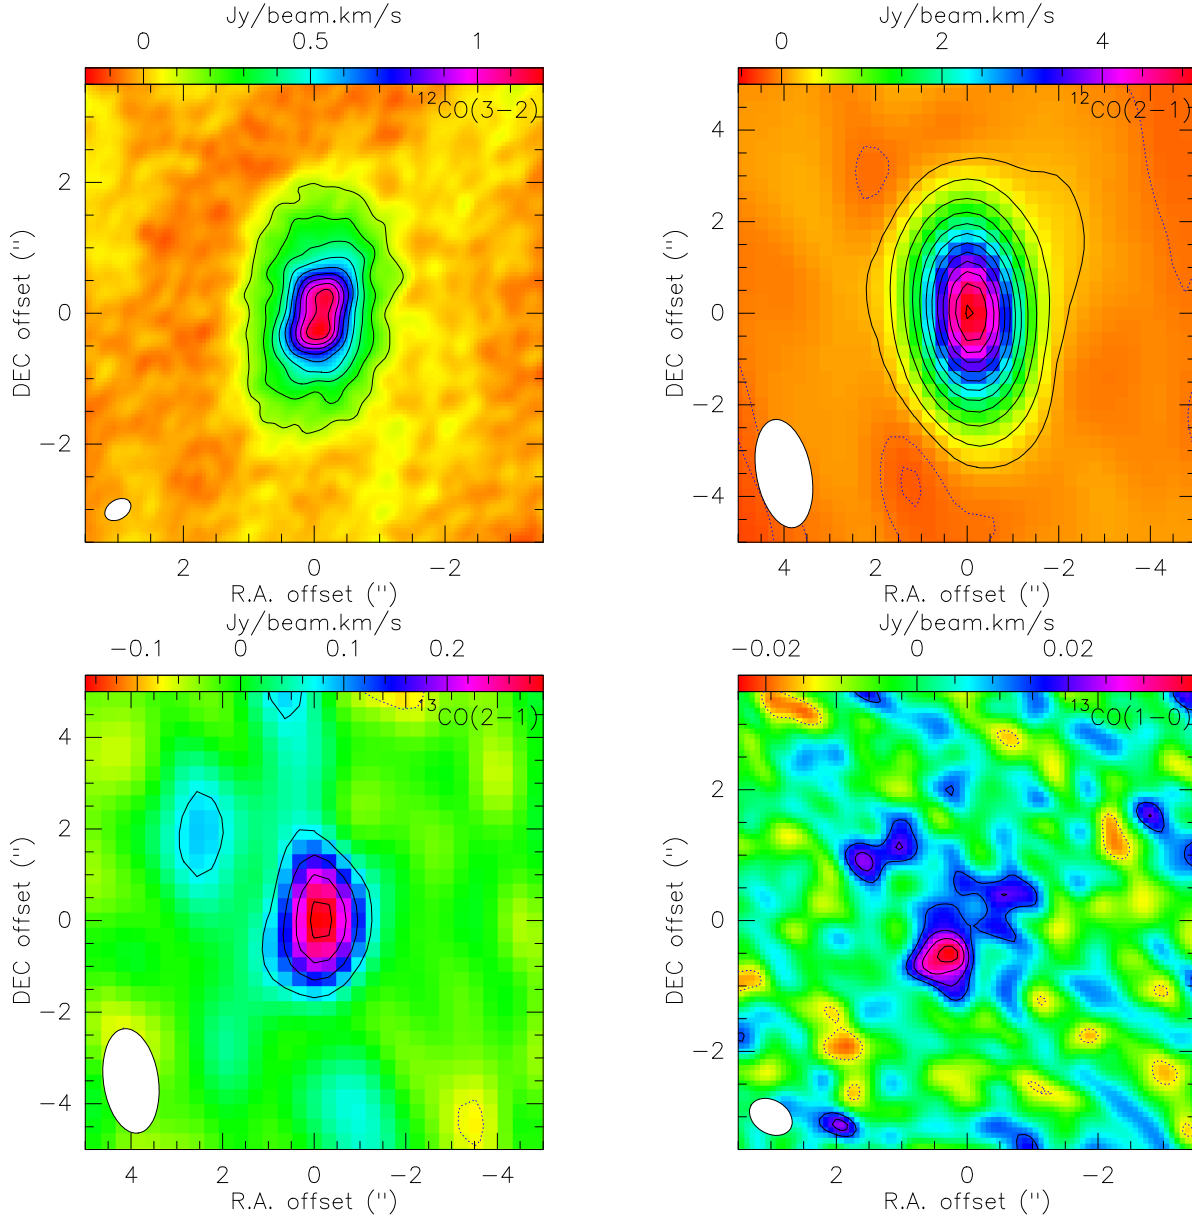 Jy/beam.km/s
0 0.5 1
¹²CO(3−2)
2
0
−2
DEC offset (")
2 0 −2
R.A. offset (")
Jy/beam.km/s
0 2 4
¹²CO(2−1)
4
2
0
−2
−4
DEC offset (")
4 2 0 −2 −4
R.A. offset (")
Jy/beam.km/s
−0.1 0 0.1 0.2
¹³CO(2−1)
4
2
0
−2
−4
DEC offset (")
4 2 0 −2 −4
R.A. offset (")
Jy/beam.km/s
−0.02 0 0.02
¹³CO(1−0)
2
0
−2
DEC offset (")
2 0 −2
R.A. offset (")